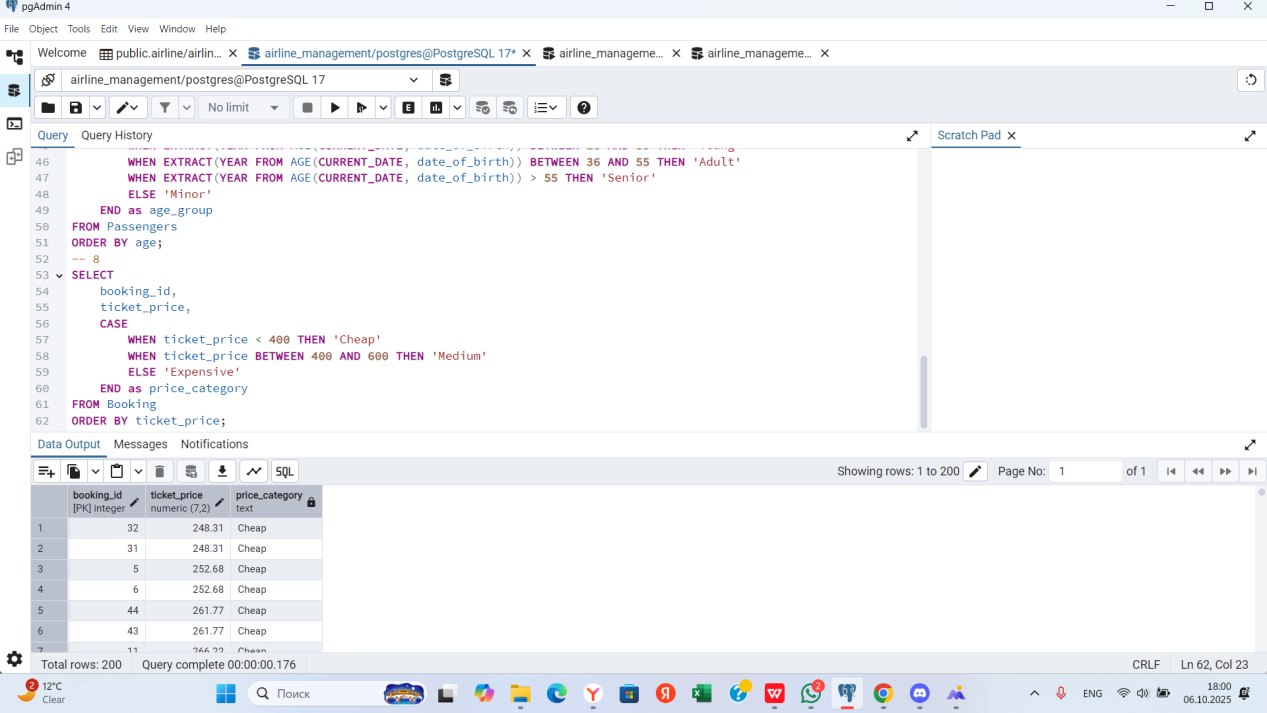 pgAdmin 4
File Object Tools Edit View Window Help
Welcome public.airline/airlin... airline_management/postgres@PostgreSQL 17* airline_manageme... airline_manageme...
airline_management/postgres@PostgreSQL 17
No limit E
Query Query History Scratch Pad
46 WHEN EXTRACT(YEAR FROM AGE(CURRENT_DATE, date_of_birth)) BETWEEN 36 AND 55 THEN 'Adult'
47 WHEN EXTRACT(YEAR FROM AGE(CURRENT_DATE, date_of_birth)) > 55 THEN 'Senior'
48 ELSE 'Minor'
49 END as age_group
50 FROM Passengers
51 ORDER BY age;
52 -- 8
53 SELECT
54 booking_id,
55 ticket_price,
56 CASE
57 WHEN ticket_price < 400 THEN 'Cheap'
58 WHEN ticket_price BETWEEN 400 AND 600 THEN 'Medium'
59 ELSE 'Expensive'
60 END as price_category
61 FROM Booking
62 ORDER BY ticket_price;
Data Output Messages Notifications
SQL Showing rows: 1 to 200 Page No: 1 of 1
booking_id ticket_price price_category
[PK] integer numeric (7,2) text
1 32 248.31 Cheap
2 31 248.31 Cheap
3 5 252.68 Cheap
4 6 252.68 Cheap
5 44 261.77 Cheap
6 43 261.77 Cheap
7 11 266.22 Cheap
Total rows: 200 Query complete 00:00:00.176 CRLF Ln 62, Col 23
2 12°C Поиск Я W 2 ENG 18:00
Clear 06.10.2025